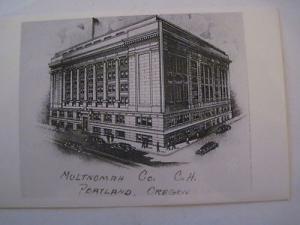 MULTNOMAH CO. C.H.
PORTLAND, OREGON